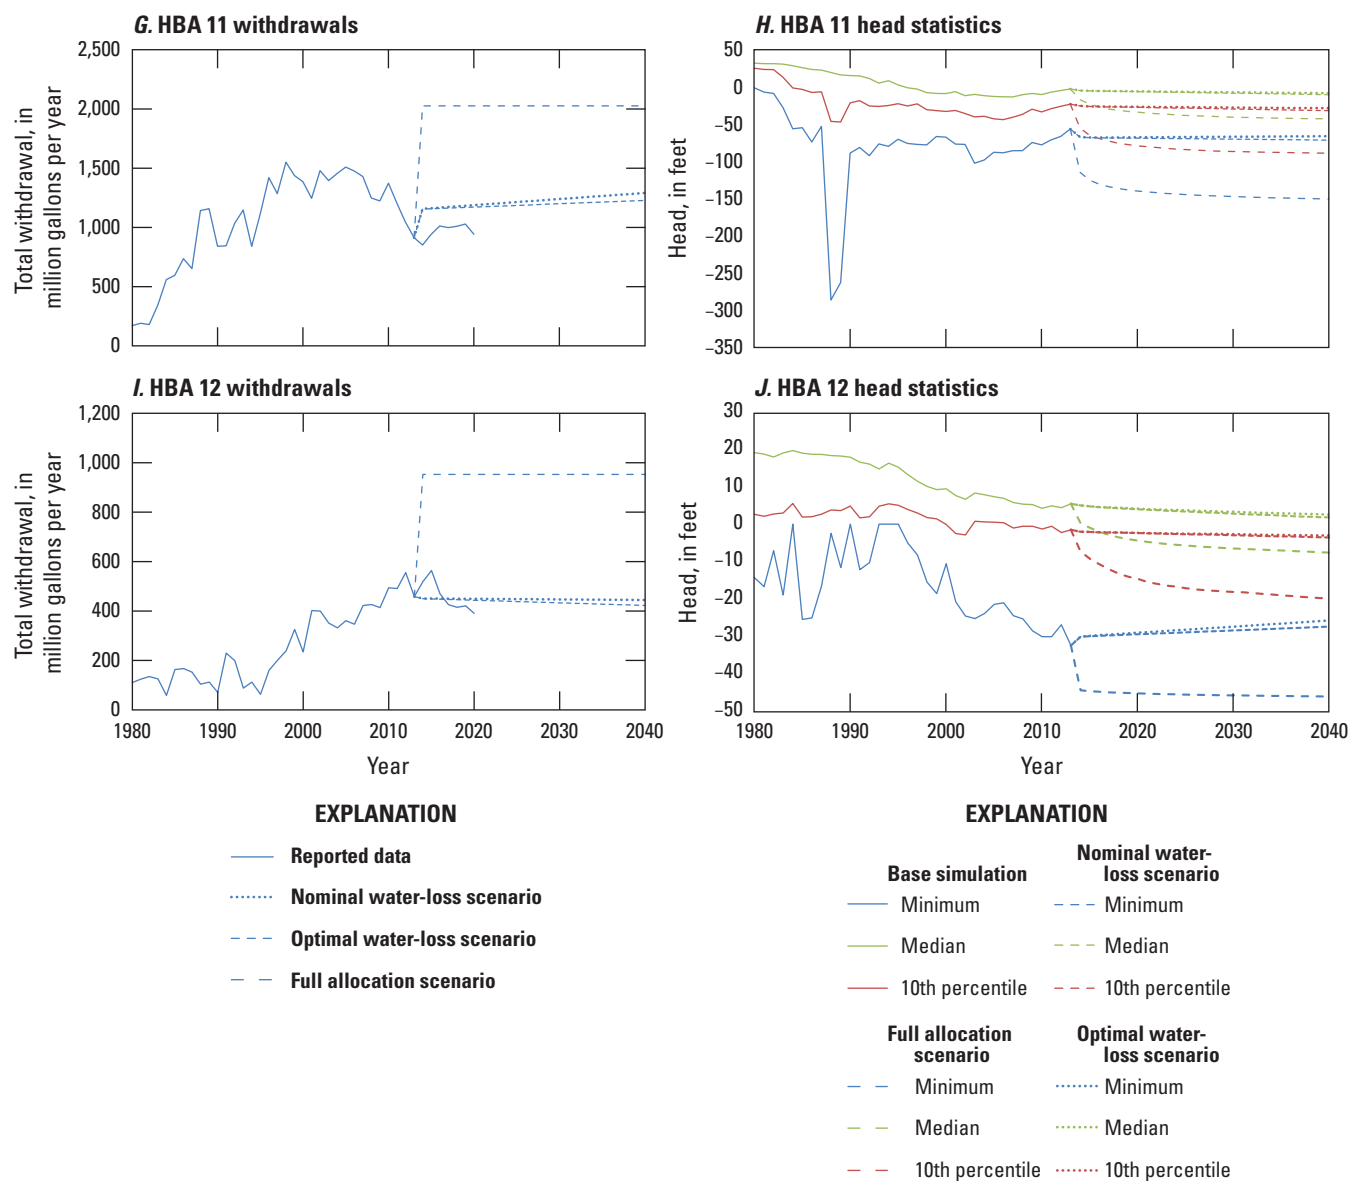 G. HBA 11 withdrawals
2,500
2,000
1,500
1,000
500
0
Total withdrawal, in
million gallons per year
H. HBA 11 head statistics
50
0
–50
–100
–150
–200
–250
–300
–350
Head, in feet
I. HBA 12 withdrawals
1,200
1,000
800
600
400
200
0
Total withdrawal, in
million gallons per year
1980 1990 2000 2010 2020 2030 2040
Year
J. HBA 12 head statistics
30
20
10
0
–10
–20
–30
–40
–50
Head, in feet
1980 1990 2000 2010 2020 2030 2040
Year
EXPLANATION
Reported data
Nominal water-loss scenario
Optimal water-loss scenario
Full allocation scenario
EXPLANATION
Base simulation
Minimum
Median
10th percentile
Nominal water-
loss scenario
Minimum
Median
10th percentile
Full allocation
scenario
Minimum
Median
10th percentile
Optimal water-
loss scenario
Minimum
Median
10th percentile